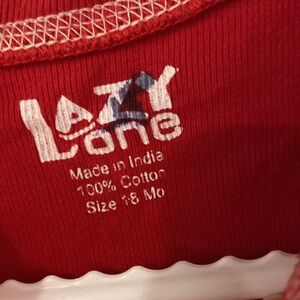 LAZY
one
Made in India
100% Cotton
Size 18 Mo